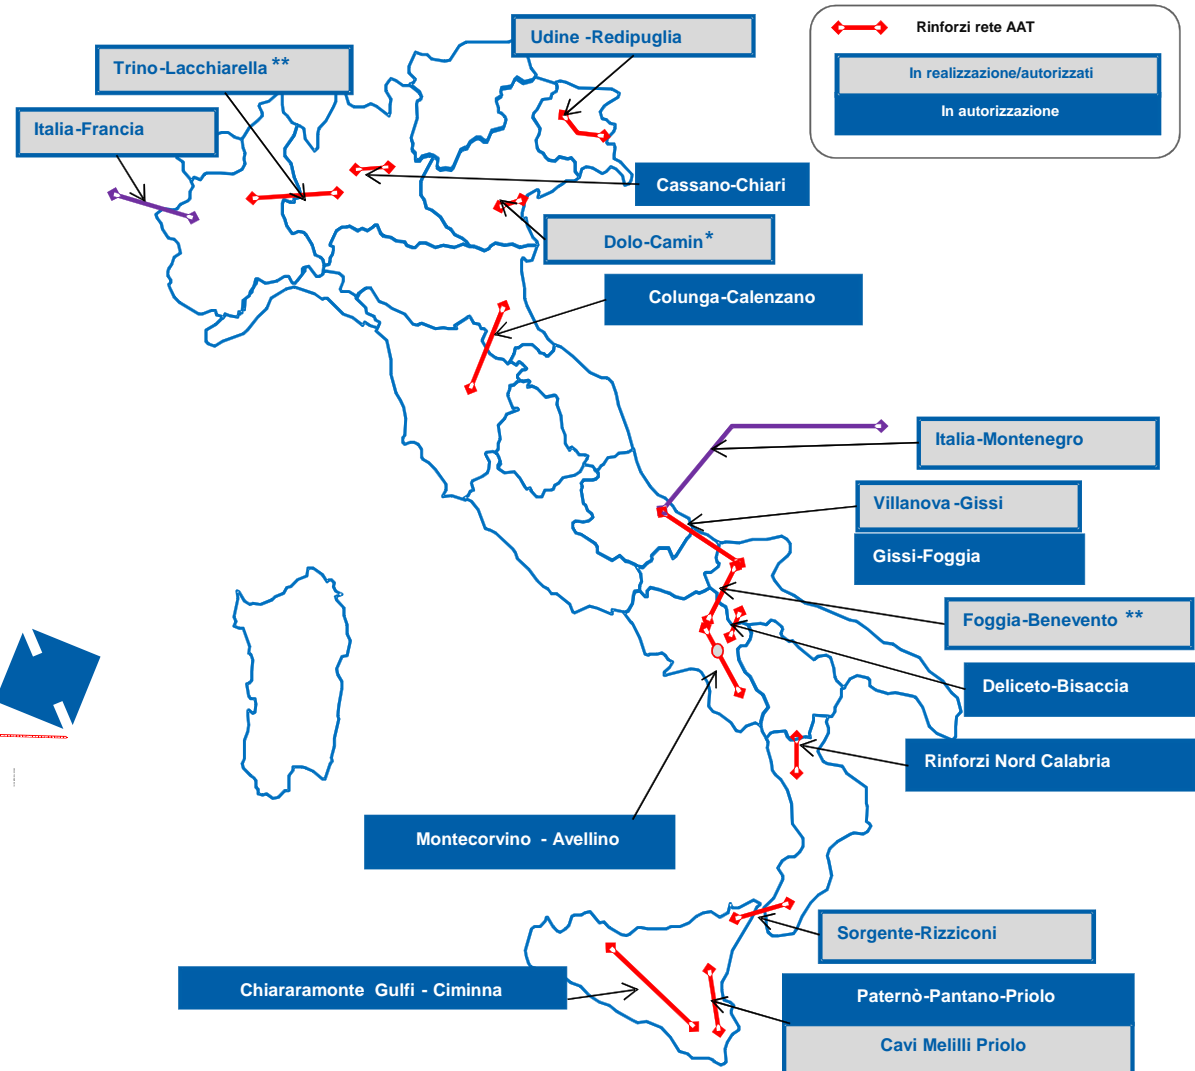 Udine -Redipuglia
Rinforzi rete AAT
Trino-Lacchiarella **
In realizzazione/autorizzati
In autorizzazione
Italia-Francia
Cassano-Chiari
Dolo-Camin *
Colunga-Calenzano
Italia-Montenegro
Villanova -Gissi
Gissi-Foggia
Foggia-Benevento **
Deliceto-Bisaccia
Rinforzi Nord Calabria
Montecorvino - Avellino
Sorgente-Rizziconi
Chiararamonte Gulfi - Ciminna
Paternò-Pantano-Priolo
Cavi Melilli Priolo